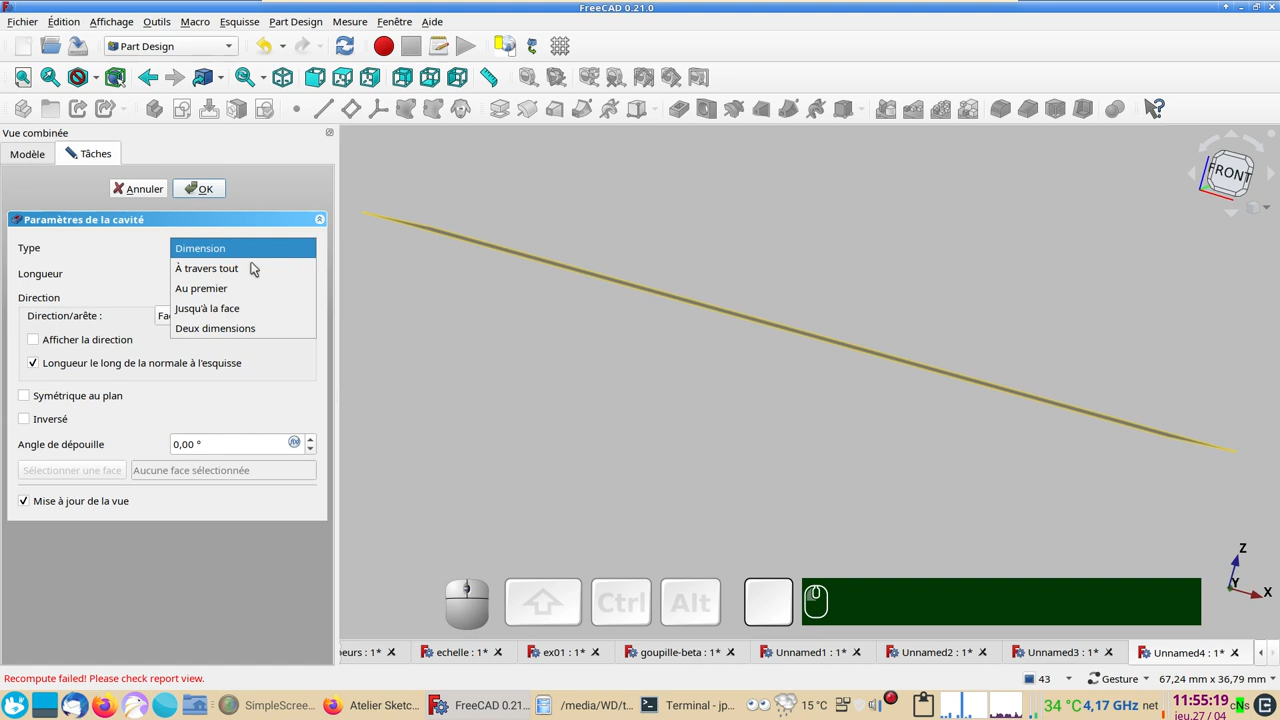 FreeCAD 0.21.0
Fichier Édition Affichage Outils Macro Esquisse Part Design Mesure Fenêtre Aide
Part Design
Vue combinée
Modèle Tâches
Annuler OK
Paramètres de la cavité
Type Dimension
À travers tout
Longueur
Au premier
Direction
Jusqu'à la face
Direction/arête :
Deux dimensions
Afficher la direction
Longueur le long de la normale à l'esquisse
Symétrique au plan
Inversé
Angle de dépouille 0,00 °
Sélectionner une face Aucune face sélectionnée
Mise à jour de la vue
FRONT
Z
Y
X
Ctrl Alt
oeurs : 1* echelle : 1* ex01 : 1* goupille-beta : 1* Unnamed1 : 1* Unnamed2 : 1* Unnamed3 : 1* Unnamed4 : 1*
Recompute failed! Please check report view. 43 Gesture 67,24 mm x 36,79 mm
SimpleScree... Atelier Sketc... FreeCAD 0.21... /media/WD/t... Terminal - jp... 15 °C 34 °C 4,17 GHz net 11:55:19 cNs
jeu.27 / 04